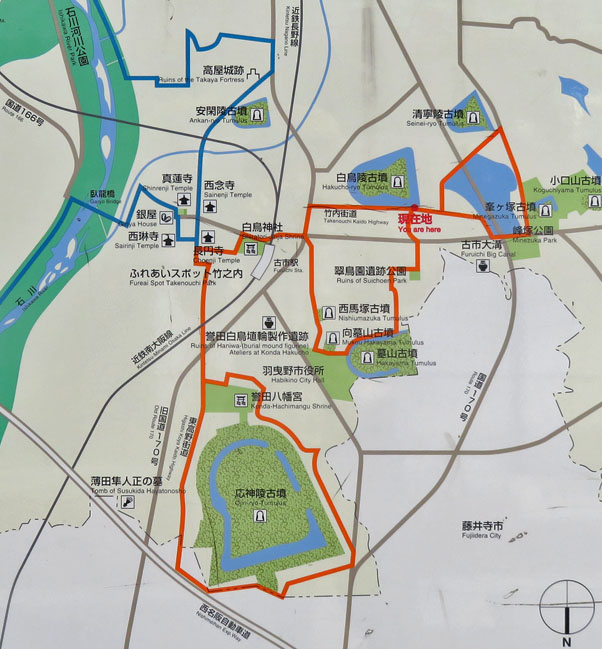 石川河川公園
Ishikawa River Park
近鉄長野線
Kintetsu Nagano Line
国道166号
Route 166
高屋城跡
Ruins of the Takaya Fortress
安閑陵古墳
Ankan-ryo Tumulus
清寧陵古墳
Seinei-ryo Tumulus
臥龍橋
Garyo Bridge
真蓮寺
Shinrenji Temple
西念寺
Sainenji Temple
銀屋
西琳寺
Sairinji Temple
長円寺
Choenji Temple
白鳥神社
白鳥陵古墳
Hakucho-ryo Tumulus
竹内街道
Takenouchi Kaido Highway
現在地
You are here
小口山古墳
Koguchiyama Tumulus
峯ヶ塚古墳
Minegazuka Tumulus
峰塚公園
Minezuka Park
古市大溝
Furuichi Big Canal
古市駅
Furuichi Sta.
ふれあいスポット竹之内
Fureai Spot Takenouchi Park
翠鳥園遺跡公園
Ruins of Suichoen Park
石川
Ishikawa River
近鉄南大阪線
Kintetsu Minami Osaka Line
西馬塚古墳
Nishiumazuka Tumulus
誉田白鳥埴輪製作遺跡
Ruins of Haniwa (burial mound figurine)
Ateliers at Konda Hakucho
向墓山古墳
Mukohakayama Tumulus
墓山古墳
Hakayama Tumulus
羽曳野市役所
Habikino City Hall
誉田八幡宮
Konda-Hachimangu Shrine
国道170号
Route 170
旧国道170号
Old Route 170
東高野街道
Higashi Koya Kaido Highway
薄田隼人正の墓
Tomb of Susukida Hayatonosho
応神陵古墳
Ojin-ryo Tumulus
藤井寺市
Fujiidera City
西名阪自動車道
Nishimeihan Exp. Way
N